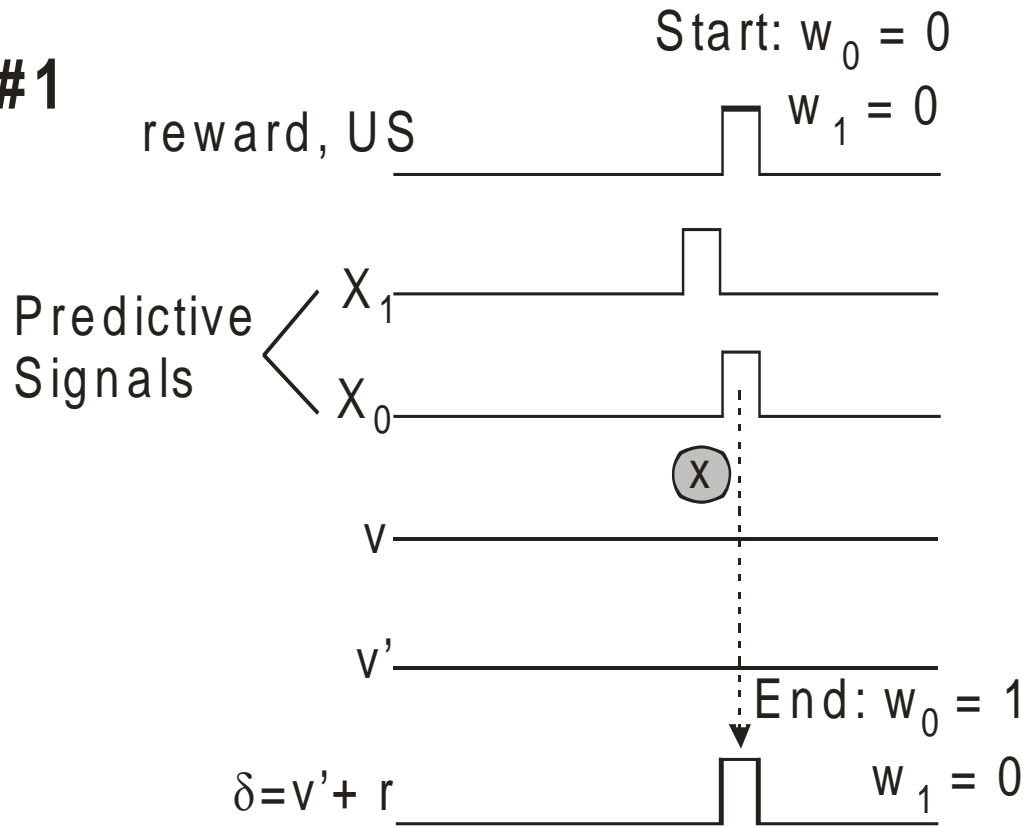 #1
Start: w₀ = 0
w₁ = 0
reward, US
X₁
Predictive
Signals
X₀
x
v
v’
End: w₀ = 1
w₁ = 0
δ=v’+ r